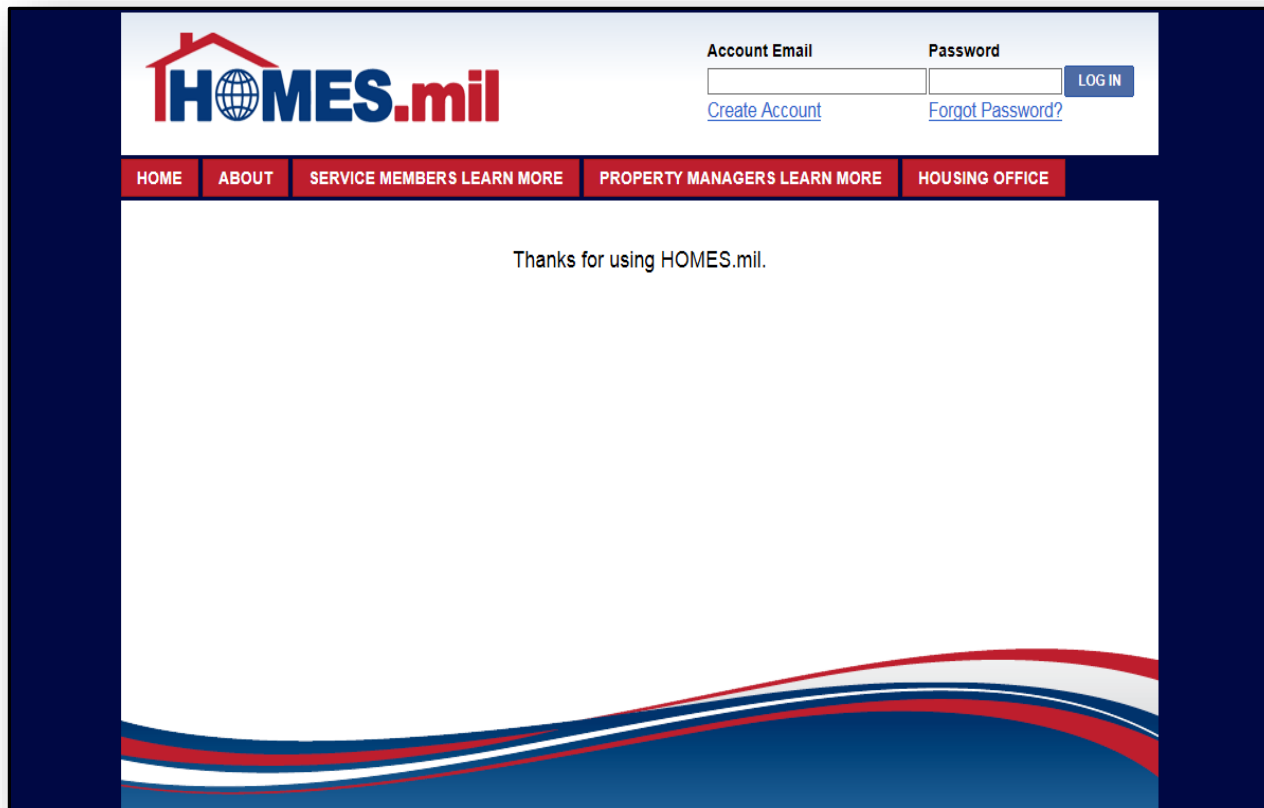 HOMES.mil
Account Email
Password
LOG IN
Create Account
Forgot Password?
HOME
ABOUT
SERVICE MEMBERS LEARN MORE
PROPERTY MANAGERS LEARN MORE
HOUSING OFFICE
Thanks for using HOMES.mil.